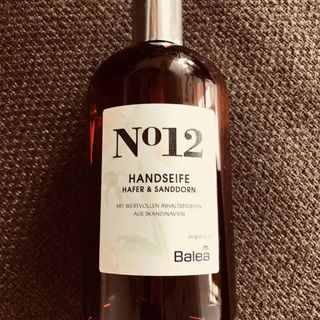 No12
HANDSEIFE
HAFER & SANDDORN
MIT WERTVOLLEN INHALTSSTOFFEN
AUS SKANDINAVIEN
Balea